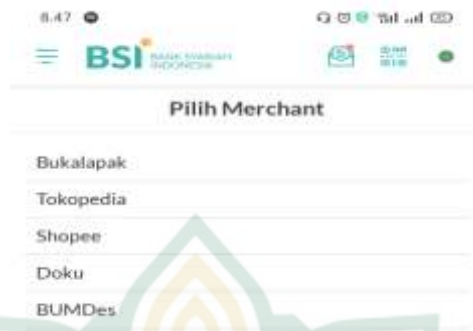 8.47
BSI BANK SYARIAH
INDONESIA
Pilih Merchant
Bukalapak
Tokopedia
Shopee
Doku
BUMDes